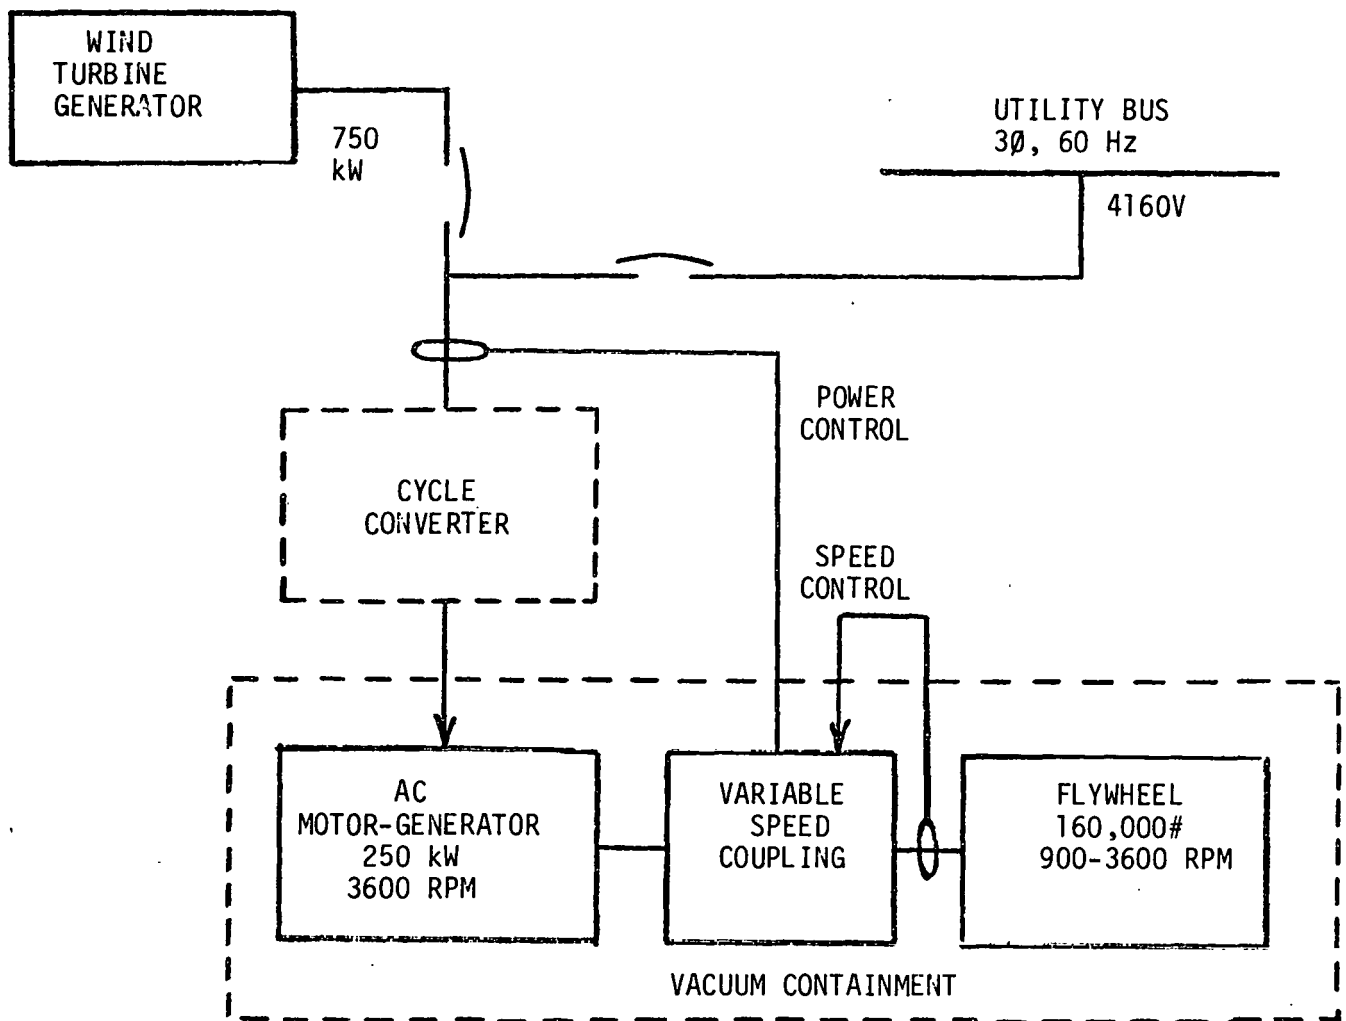 WIND
TURBINE
GENERATOR
750
kW
UTILITY BUS
3Ø, 60 Hz
4160V
POWER
CONTROL
CYCLE
CONVERTER
SPEED
CONTROL
AC
MOTOR-GENERATOR
250 kW
3600 RPM
VARIABLE
SPEED
COUPLING
FLYWHEEL
160,000#
900-3600 RPM
VACUUM CONTAINMENT